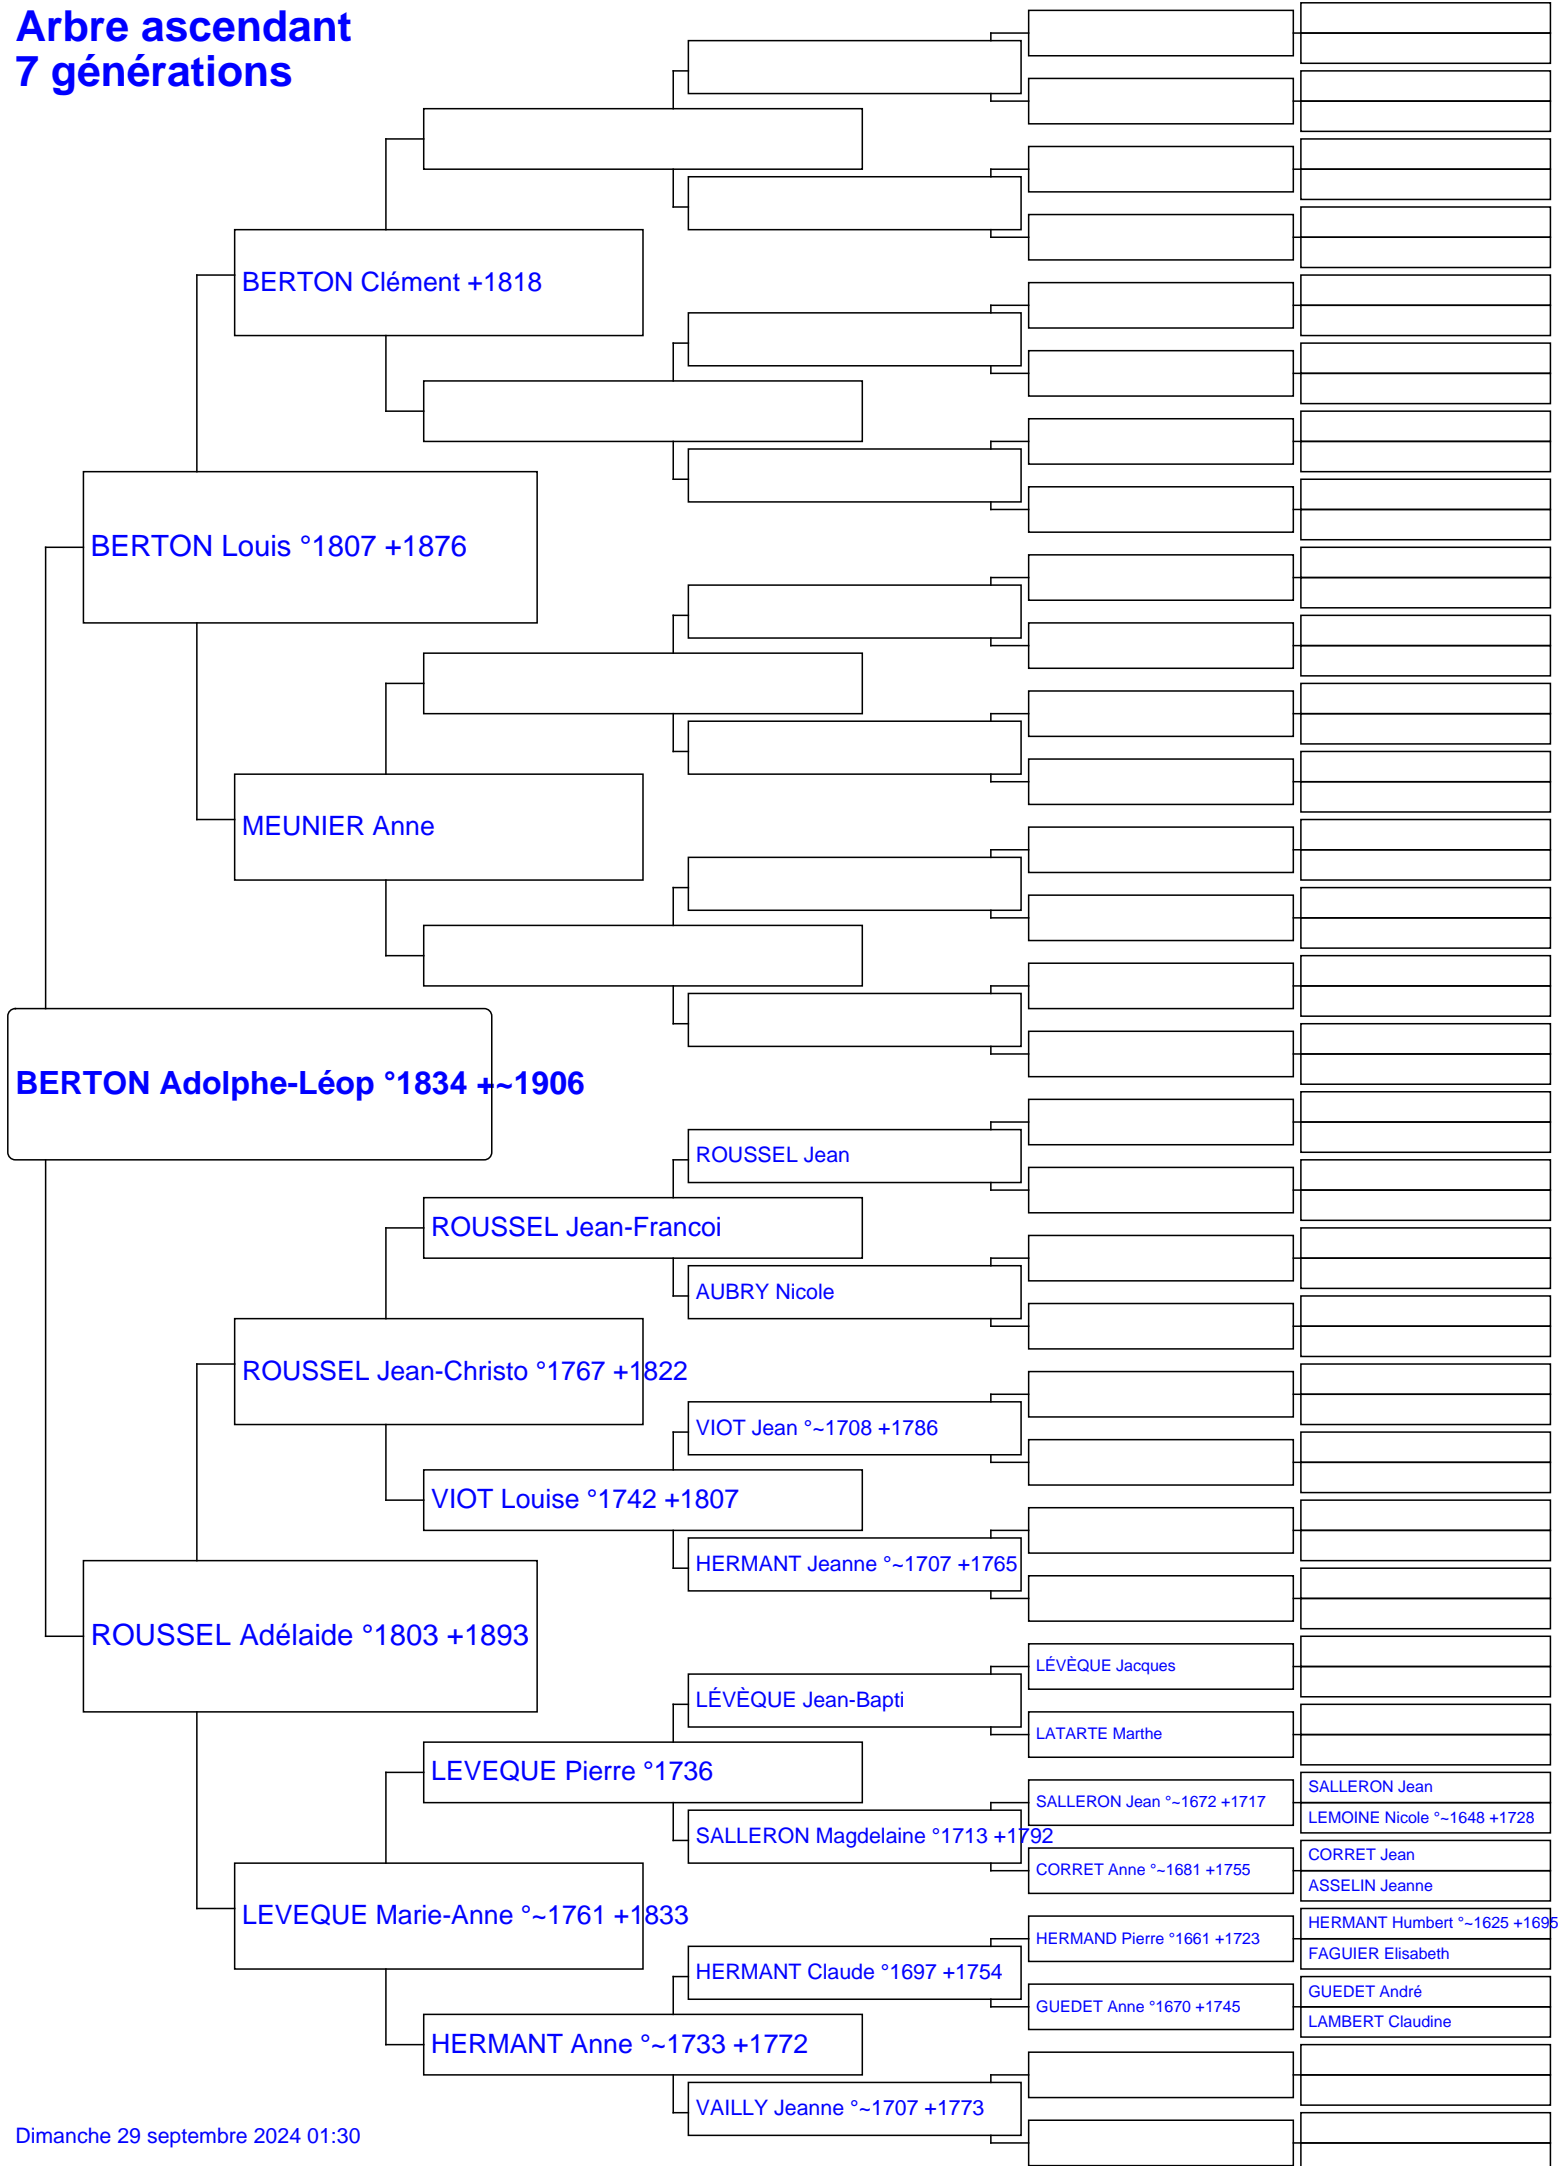 Arbre ascendant
7 générations
BERTON Clément +1818
BERTON Louis °1807 +1876
MEUNIER Anne
BERTON Adolphe-Léop °1834 +~1906
ROUSSEL Jean
ROUSSEL Jean-Francoi
AUBRY Nicole
ROUSSEL Jean-Christo °1767 +1822
VIOT Jean °~1708 +1786
VIOT Louise °1742 +1807
HERMANT Jeanne °~1707 +1765
ROUSSEL Adélaide °1803 +1893
LÉVÈQUE Jacques
LÉVÈQUE Jean-Bapti
LATARTE Marthe
LEVEQUE Pierre °1736
SALLERON Jean
SALLERON Jean °~1672 +1717
LEMOINE Nicole °~1648 +1728
SALLERON Magdelaine °1713 +1792
CORRET Jean
CORRET Anne °~1681 +1755
ASSELIN Jeanne
LEVEQUE Marie-Anne °~1761 +1833
HERMANT Humbert °~1625 +1695
HERMAND Pierre °1661 +1723
FAGUIER Elisabeth
HERMANT Claude °1697 +1754
GUEDET André
GUEDET Anne °1670 +1745
LAMBERT Claudine
HERMANT Anne °~1733 +1772
VAILLY Jeanne °~1707 +1773
Dimanche 29 septembre 2024 01:30